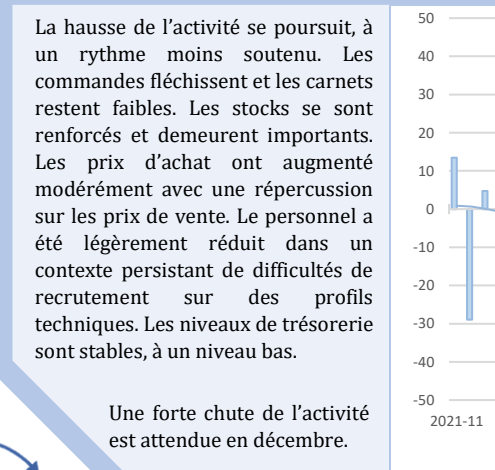 La hausse de l’activité se poursuit, à
un rythme moins soutenu. Les
commandes fléchissent et les carnets
restent faibles. Les stocks se sont
renforcés et demeurent importants.
Les prix d’achat ont augmenté
modérément avec une répercussion
sur les prix de vente. Le personnel a
été légèrement réduit dans un
contexte persistant de difficultés de
recrutement sur des profils
techniques. Les niveaux de trésorerie
sont stables, à un niveau bas.
Une forte chute de l’activité
est attendue en décembre.
50
40
30
20
10
0
-10
-20
-30
-40
-50
2021-11